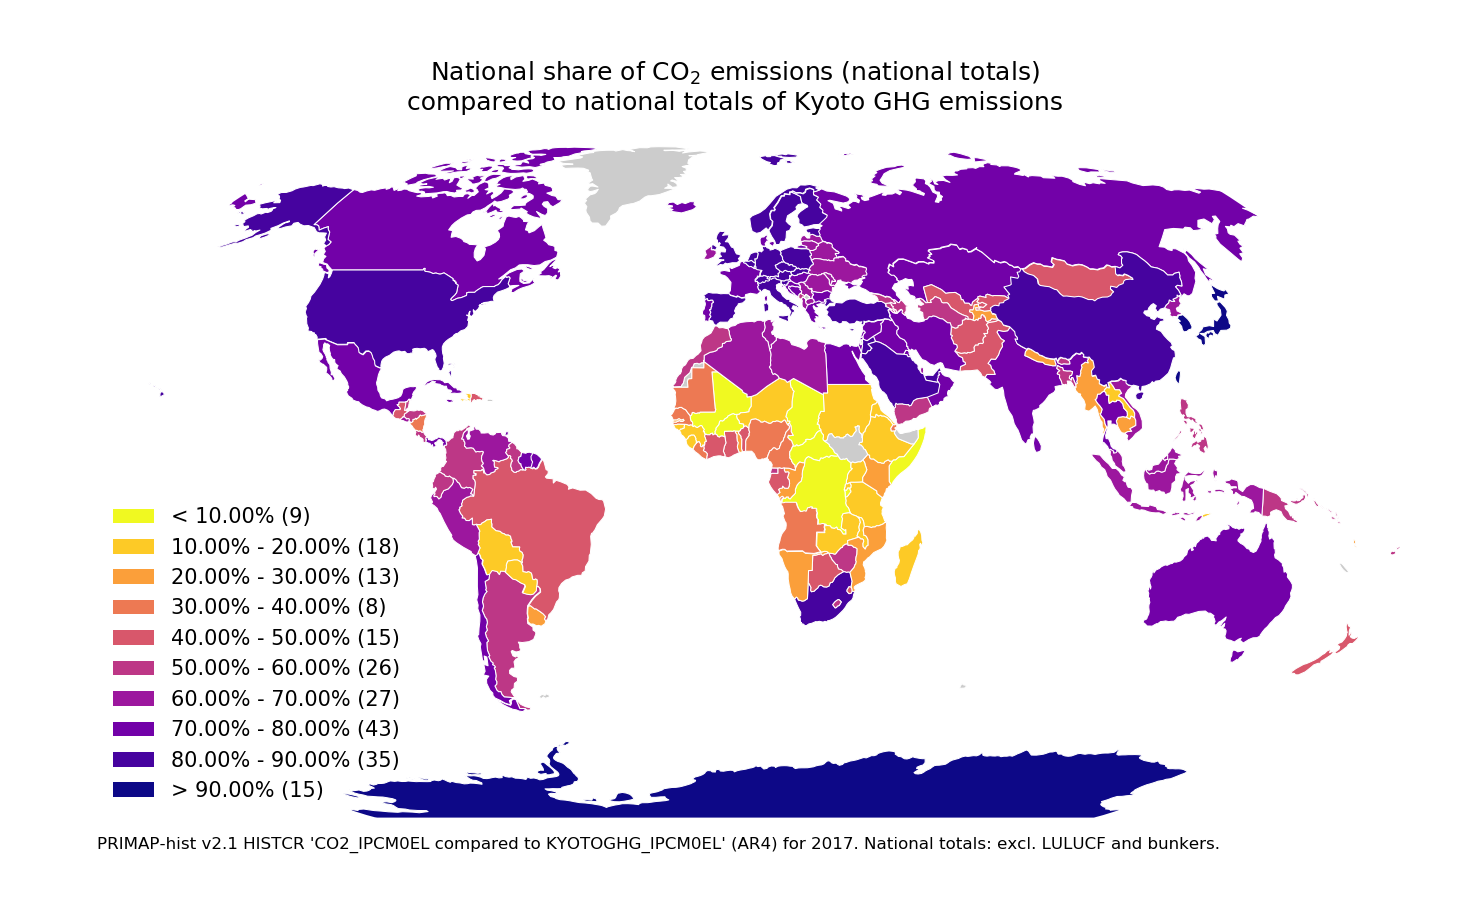 National share of CO₂ emissions (national totals)
compared to national totals of Kyoto GHG emissions
< 10.00% (9)
10.00% - 20.00% (18)
20.00% - 30.00% (13)
30.00% - 40.00% (8)
40.00% - 50.00% (15)
50.00% - 60.00% (26)
60.00% - 70.00% (27)
70.00% - 80.00% (43)
80.00% - 90.00% (35)
> 90.00% (15)
PRIMAP-hist v2.1 HISTCR 'CO2_IPCM0EL compared to KYOTOGHG_IPCM0EL' (AR4) for 2017. National totals: excl. LULUCF and bunkers.